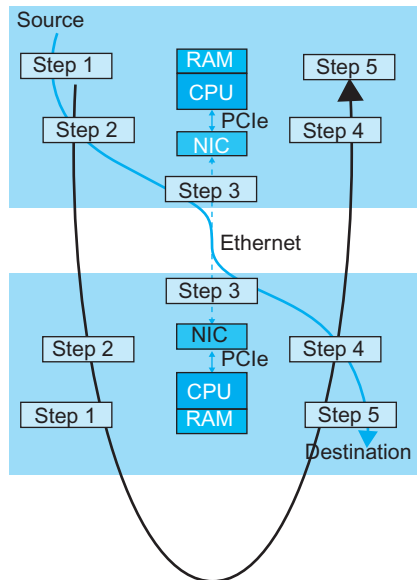 Source
Step 1
RAM
Step 5
CPU
Step 2
PCIe
Step 4
NIC
Step 3
Ethernet
Step 3
NIC
Step 2
PCIe
Step 4
CPU
Step 1
RAM
Step 5
Destination